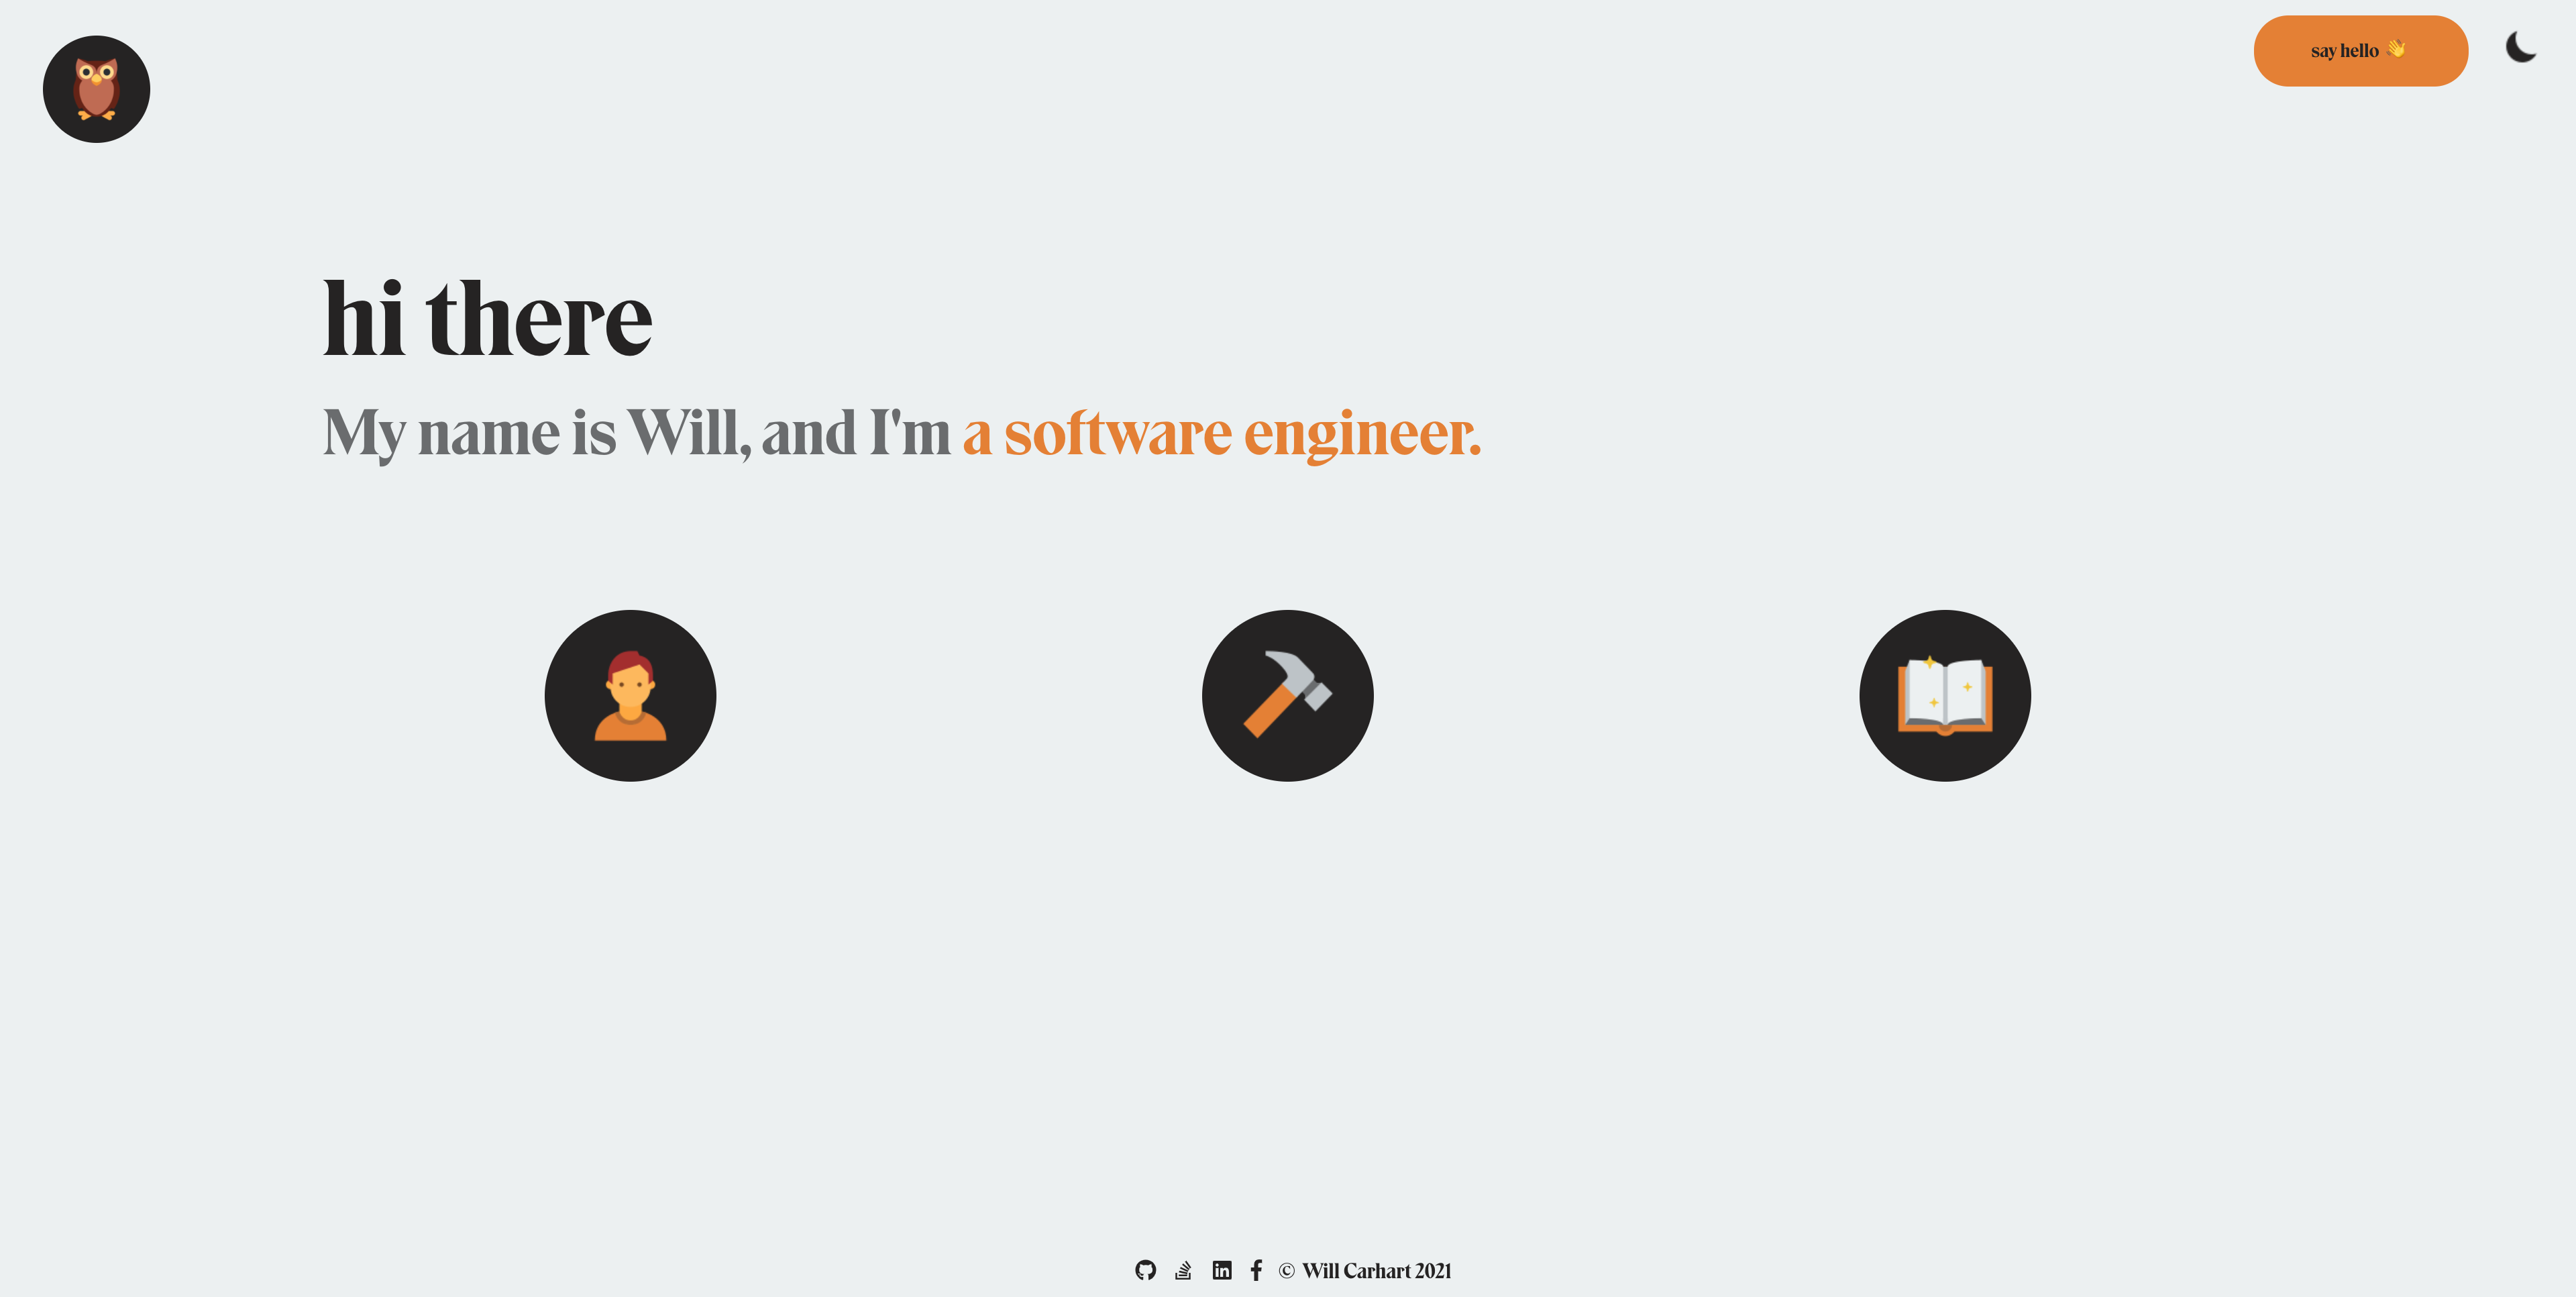 say hello 👋
hi there
My name is Will, and I'm a software engineer.
© Will Carhart 2021